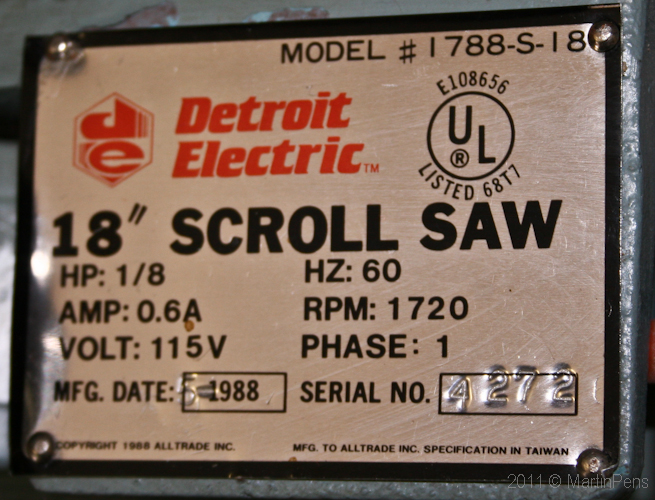 MODEL # 1788-S-18
de
Detroit
Electric™
E108656
UL
®
LISTED 68T7
18" SCROLL SAW
HP: 1/8 HZ: 60
AMP: 0.6A RPM: 1720
VOLT: 115V PHASE: 1
MFG. DATE: 5-1988 SERIAL NO. 4272
COPYRIGHT 1988 ALLTRADE INC. MFG. TO ALLTRADE INC. SPECIFICATION IN TAIWAN
2011 © MartinPens